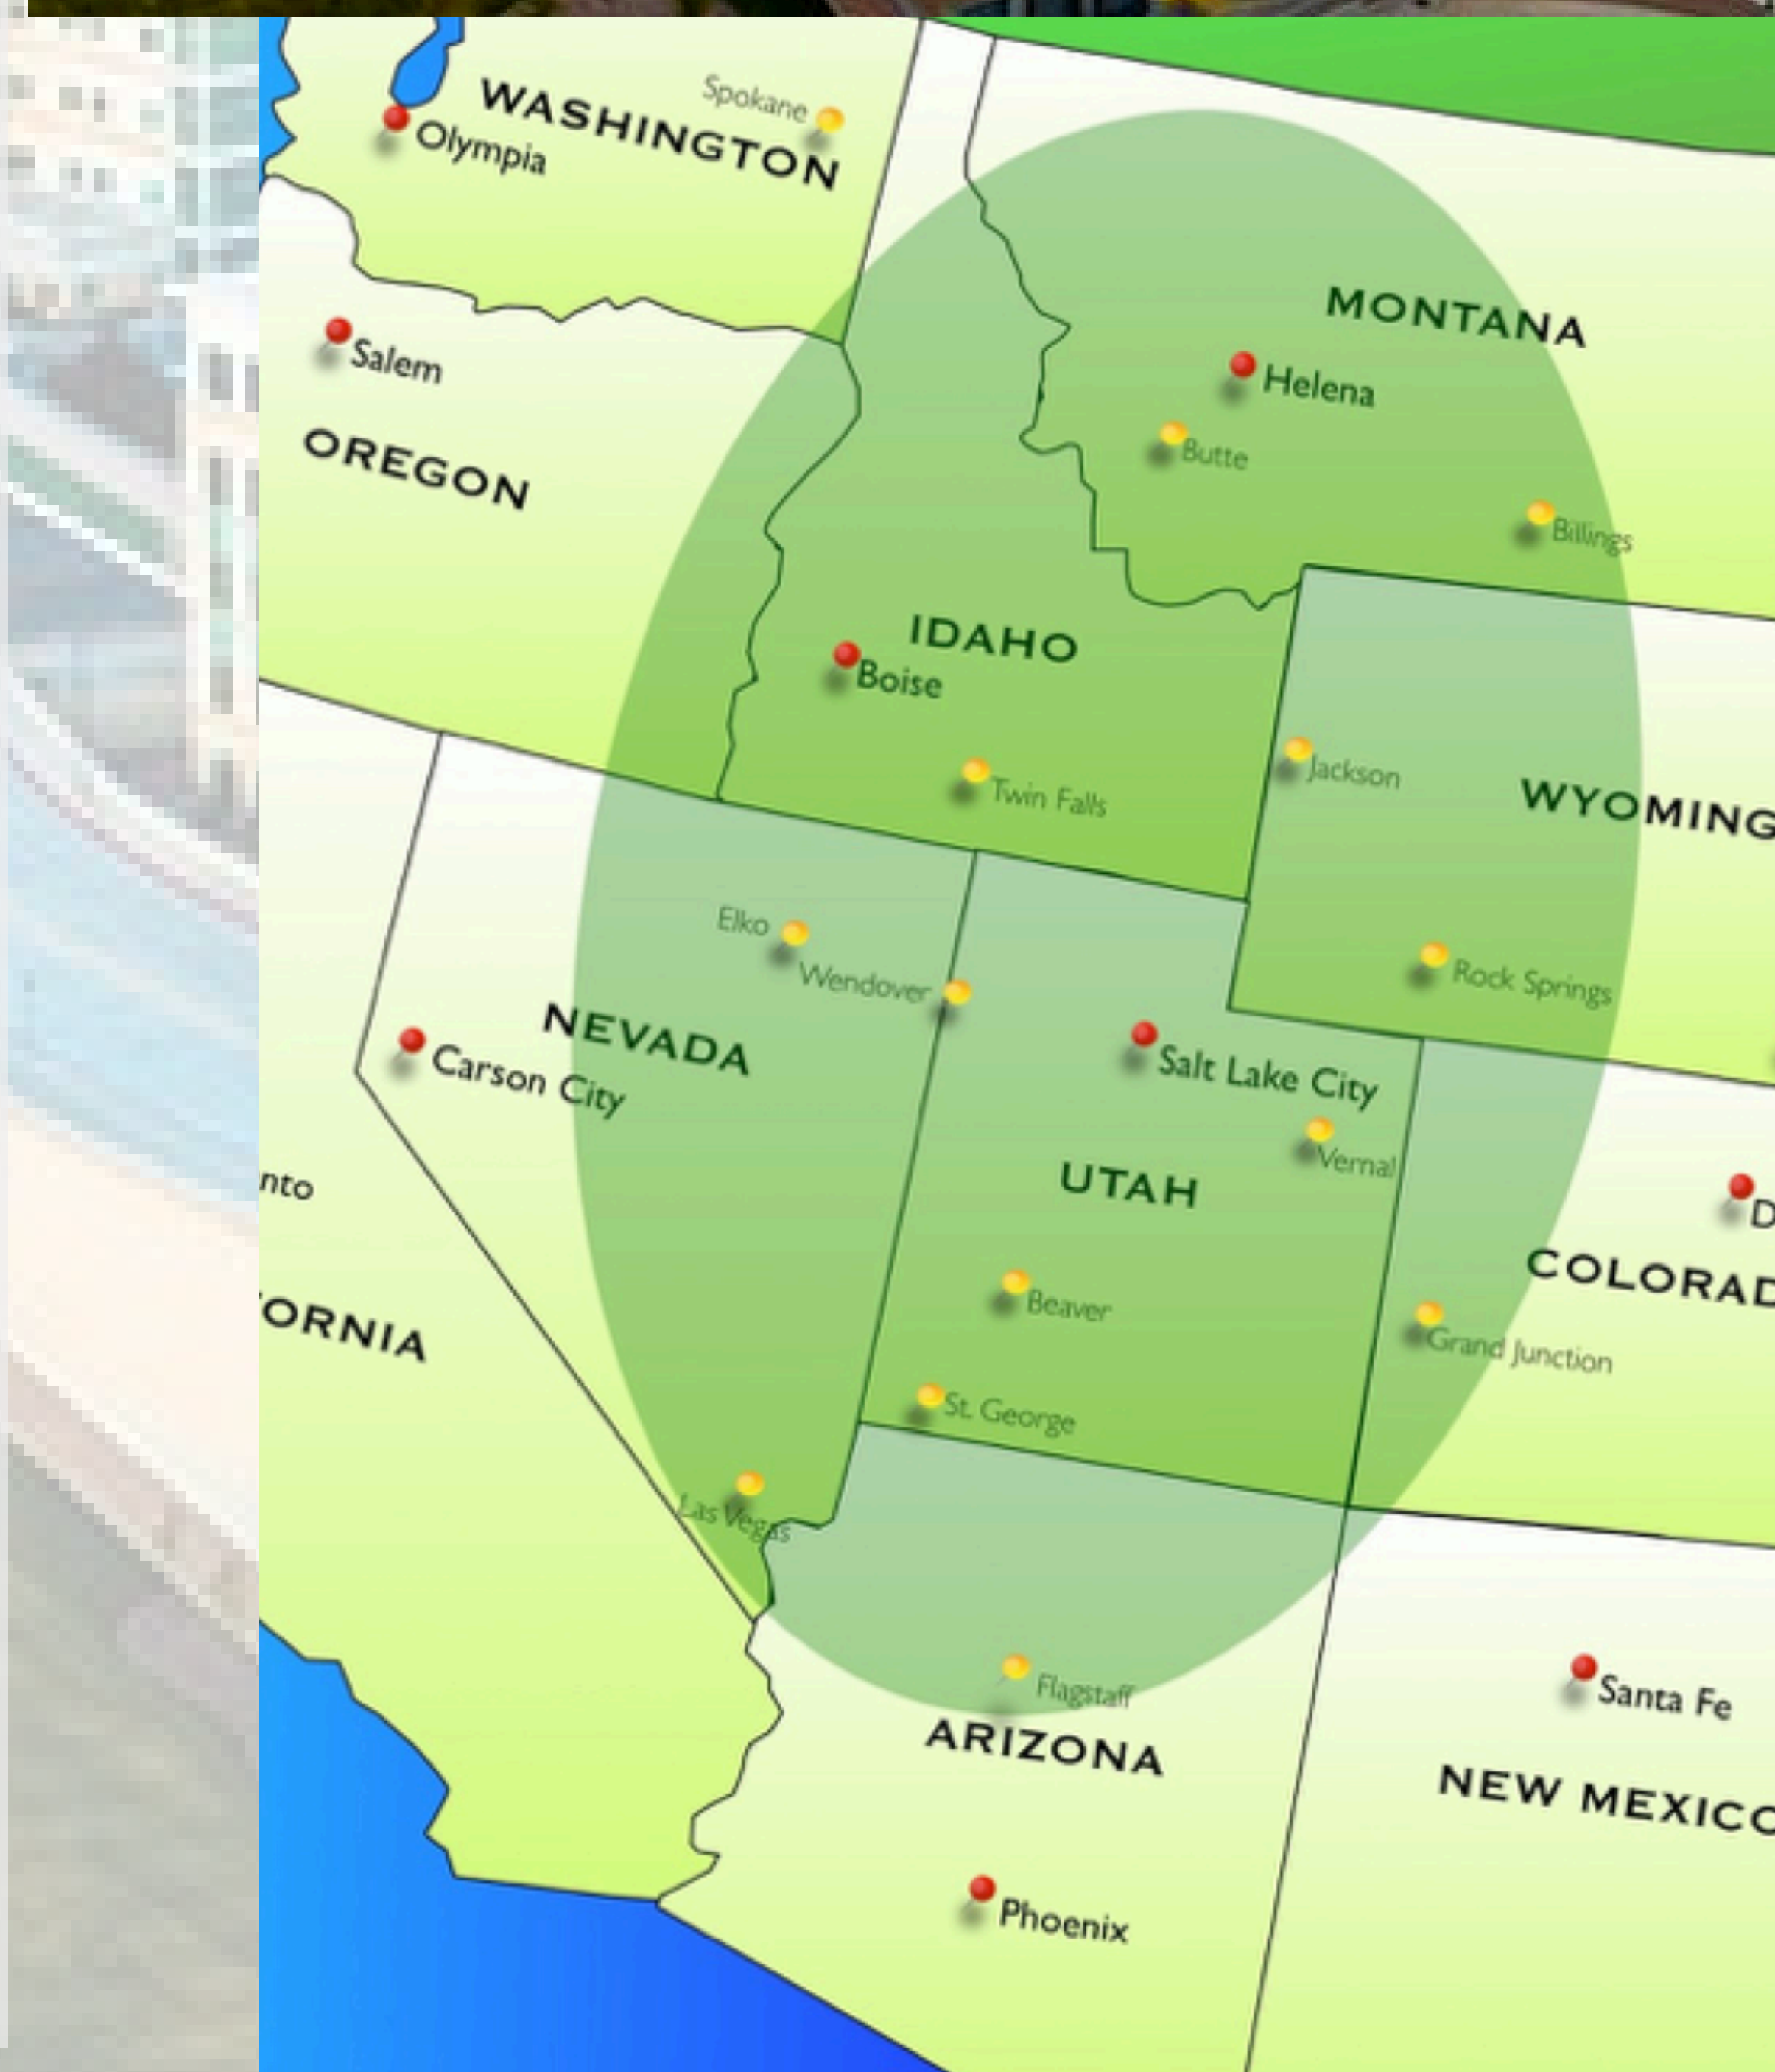 Spokane
WASHINGTON
Olympia
Salem
OREGON
MONTANA
Helena
Butte
Billings
IDAHO
Boise
Twin Falls
Jackson
WYOMING
Elko
Wendover
Rock Springs
NEVADA
Carson City
Salt Lake City
Vernal
UTAH
nto
D
COLORAD
ORNIA
Beaver
Grand Junction
St. George
Las Vegas
Flagstaff
ARIZONA
Santa Fe
NEW MEXICO
Phoenix